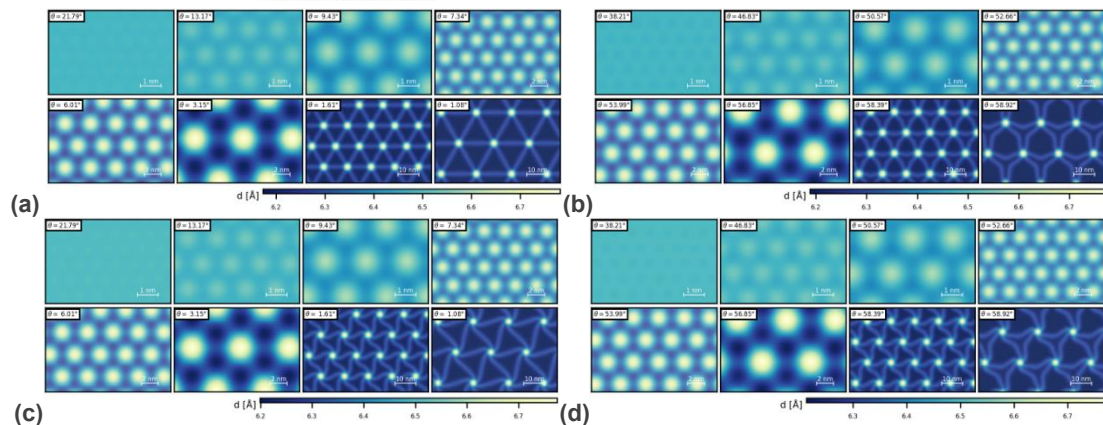 θ = 21.79° θ = 13.17° θ = 9.43° θ = 7.34°
1 nm 1 nm 1 nm 2 nm
θ = 6.01° θ = 3.15° θ = 1.61° θ = 1.08°
2 nm 2 nm 10 nm 10 nm
(a)
d [Å] 6.2 6.3 6.4 6.5 6.6 6.7
θ = 38.21° θ = 46.83° θ = 50.57° θ = 52.66°
1 nm 1 nm 1 nm 2 nm
θ = 53.99° θ = 56.85° θ = 58.39° θ = 58.92°
2 nm 2 nm 10 nm 10 nm
(b)
d [Å] 6.2 6.3 6.4 6.5 6.6 6.7
θ = 21.79° θ = 13.17° θ = 9.43° θ = 7.34°
1 nm 1 nm 1 nm 2 nm
θ = 6.01° θ = 3.15° θ = 1.61° θ = 1.08°
2 nm 2 nm 10 nm 10 nm
(c)
d [Å] 6.2 6.3 6.4 6.5 6.6 6.7
θ = 38.21° θ = 46.83° θ = 50.57° θ = 52.66°
1 nm 1 nm 1 nm 2 nm
θ = 53.99° θ = 56.85° θ = 58.39° θ = 58.92°
2 nm 2 nm 10 nm 10 nm
(d)
d [Å] 6.3 6.4 6.5 6.6 6.7